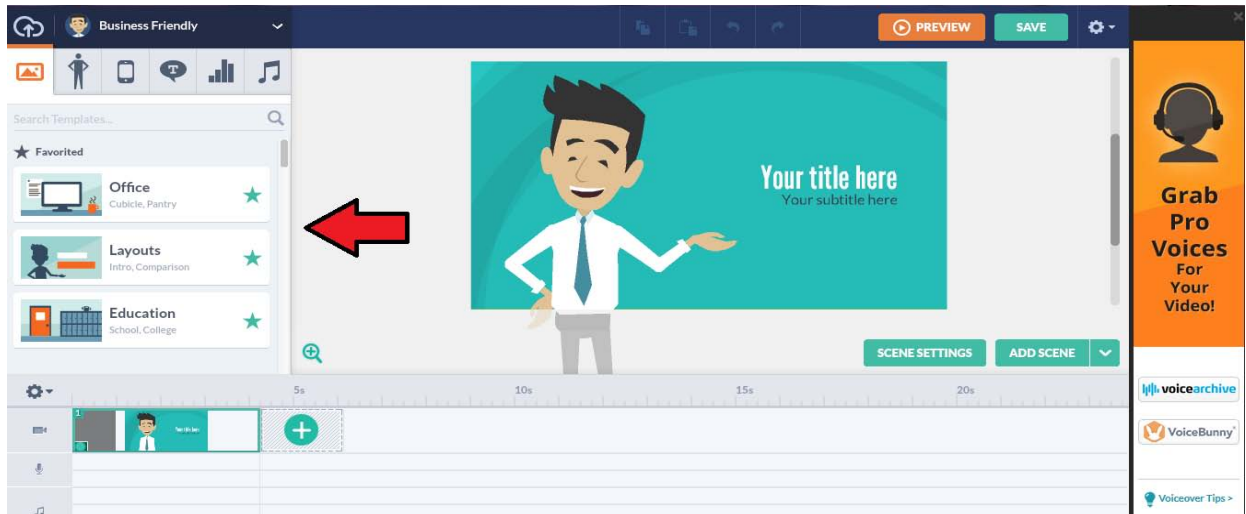 Business Friendly
PREVIEW
SAVE
Search Templates...
Favorited
Office
Cubicle, Pantry
Layouts
Intro, Comparison
Education
School, College
T
Your title here
Your subtitle here
SCENE SETTINGS
ADD SCENE
5s
10s
15s
20s
1
Grab
Pro
Voices
For
Your
Video!
voicearchive
VoiceBunny
Voiceover Tips >